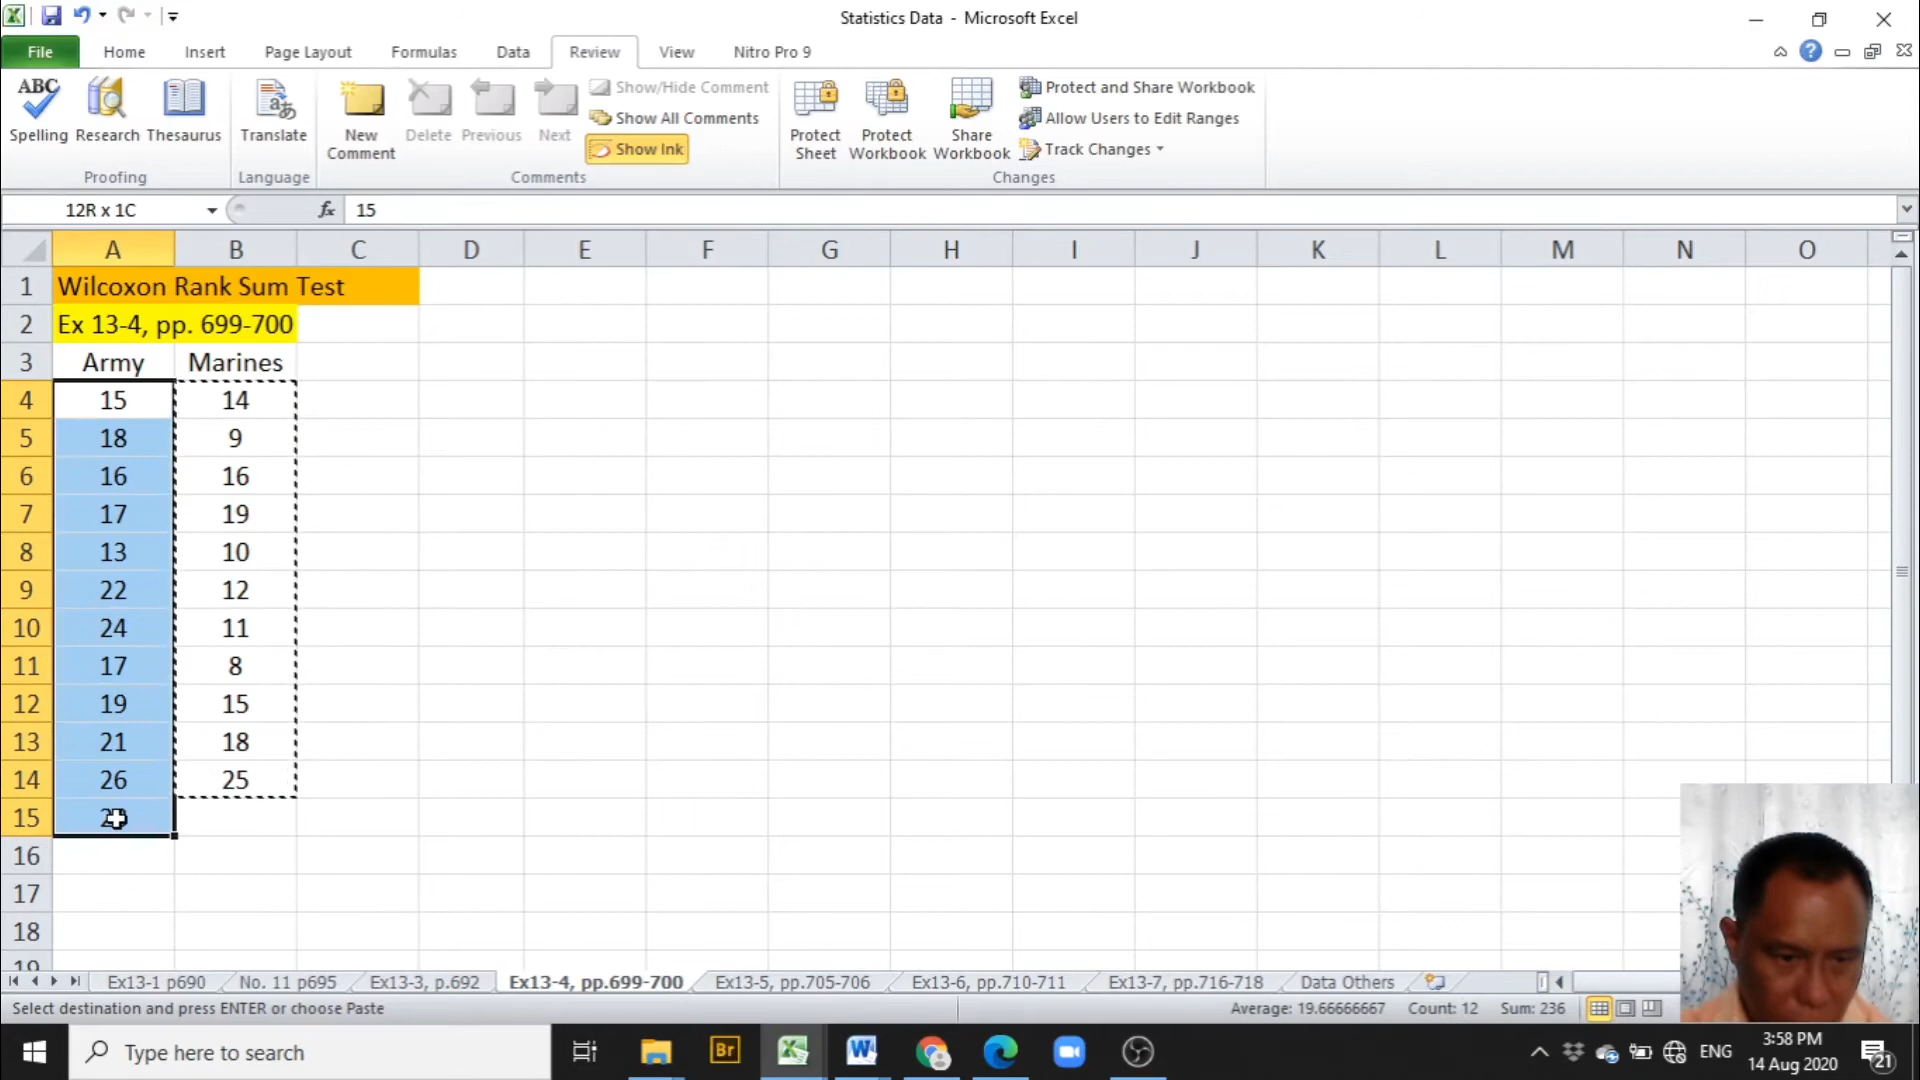 Statistics Data - Microsoft Excel
File Home Insert Page Layout Formulas Data Review View Nitro Pro 9
ABC
Spelling Research Thesaurus Translate New Comment Delete Previous Next
Show/Hide Comment
Show All Comments
Show Ink
Protect Sheet Protect Workbook Share Workbook
Protect and Share Workbook
Allow Users to Edit Ranges
Track Changes
Proofing Language Comments Changes
12R x 1C fx 15
A B C D E F G H I J K L M N O
1 Wilcoxon Rank Sum Test
2 Ex 13-4, pp. 699-700
3 Army Marines
4 15 14
5 18 9
6 16 16
7 17 19
8 13 10
9 22 12
10 24 11
11 17 8
12 19 15
13 21 18
14 26 25
15
16
17
18
19
Ex13-1 p690 No. 11 p695 Ex13-3, p.692 Ex13-4, pp.699-700 Ex13-5, pp.705-706 Ex13-6, pp.710-711 Ex13-7, pp.716-718 Data Others
Select destination and press ENTER or choose Paste Average: 19.66666667 Count: 12 Sum: 236
Type here to search Br ENG 3:58 PM 21
14 Aug 2020